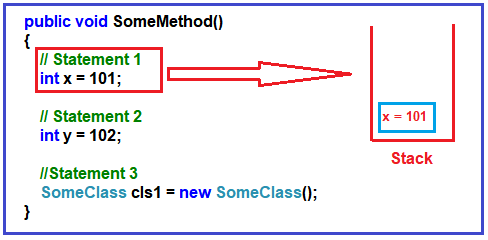 public void SomeMethod()
{
// Statement 1
int x = 101;
// Statement 2
int y = 102;
//Statement 3
SomeClass cls1 = new SomeClass();
}
x = 101
Stack